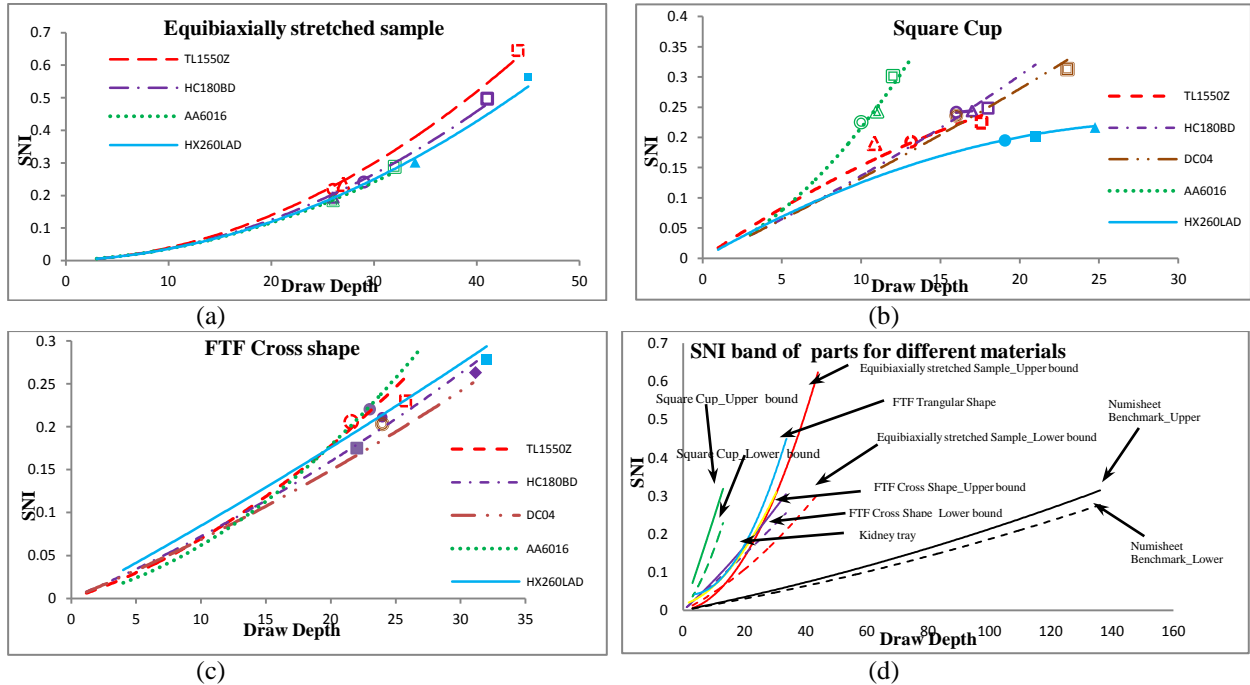 Equibiaxially stretched sample
0.7
0.6
0.5
0.4
0.3
0.2
0.1
0
SNI
TL1550Z
HC180BD
AA6016
HX260LAD
0 10 20 30 40 50
Draw Depth
(a)
Square Cup
0.4
0.35
0.3
0.25
0.2
0.15
0.1
0.05
0
SNI
TL1550Z
HC180BD
DC04
AA6016
HX260LAD
0 5 10 15 20 25 30
Draw Depth
(b)
FTF Cross shape
0.3
0.25
0.2
0.15
0.1
0.05
0
SNI
TL1550Z
HC180BD
DC04
AA6016
HX260LAD
0 5 10 15 20 25 30 35
Draw Depth
(c)
SNI band of parts for different materials
0.7
0.6
0.5
0.4
0.3
0.2
0.1
0
SNI
Equibiaxially stretched Sample_Upper bound
Square Cup_Upper bound
FTF Trangular Shape
Numisheet
Benchmark_Upper
Equibiaxially stretched Sample_Lower bound
Square Cup_Lower bound
FTF Cross Shape_Upper bound
FTF Cross Shape Lower bound
Kidney tray
Numisheet
Benchmark_Lower
0 20 40 60 80 100 120 140 160
Draw Depth
(d)